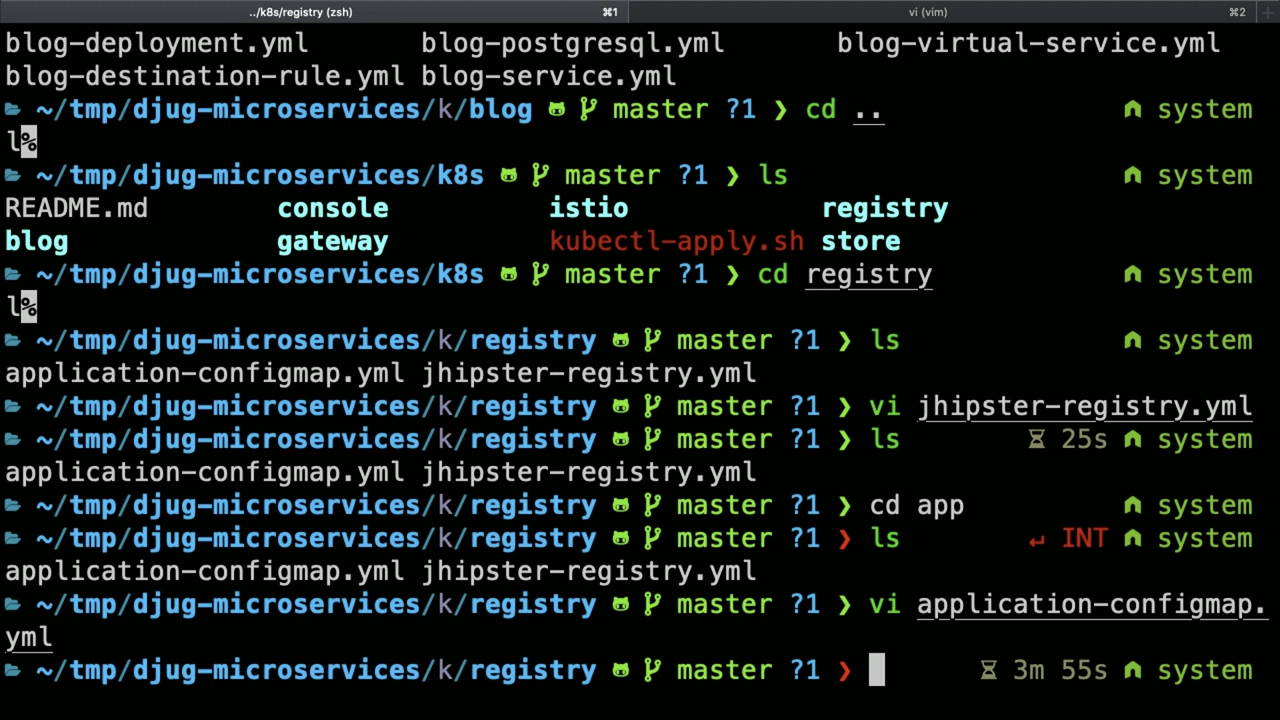 ../k8s/registry (zsh) ⌘1 vi (vim) ⌘2
blog-deployment.yml blog-postgresql.yml blog-virtual-service.yml
blog-destination-rule.yml blog-service.yml
~/tmp/djug-microservices/k/blog master ?1 ❯ cd .. system
l%
~/tmp/djug-microservices/k8s master ?1 ❯ ls system
README.md console istio registry
blog gateway kubectl-apply.sh store
~/tmp/djug-microservices/k8s master ?1 ❯ cd registry system
l%
~/tmp/djug-microservices/k/registry master ?1 ❯ ls system
application-configmap.yml jhipster-registry.yml
~/tmp/djug-microservices/k/registry master ?1 ❯ vi jhipster-registry.yml
~/tmp/djug-microservices/k/registry master ?1 ❯ ls 25s system
application-configmap.yml jhipster-registry.yml
~/tmp/djug-microservices/k/registry master ?1 ❯ cd app system
~/tmp/djug-microservices/k/registry master ?1 ❯ ls ↵ INT system
application-configmap.yml jhipster-registry.yml
~/tmp/djug-microservices/k/registry master ?1 ❯ vi application-configmap.
yml
~/tmp/djug-microservices/k/registry master ?1 ❯ 3m 55s system